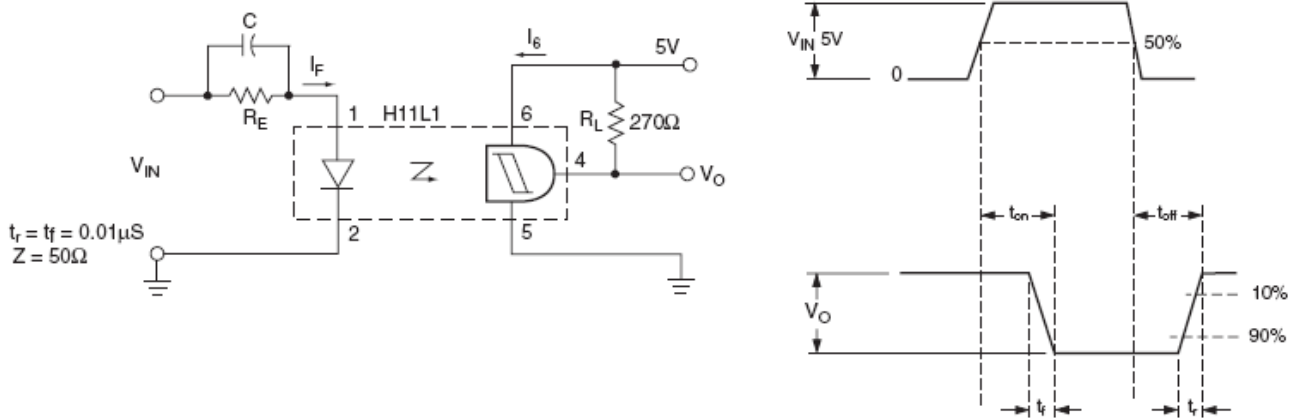 C
I_F
R_E
1
H11L1
6
I_6
5V
R_L
270Ω
4
V_O
V_IN
2
5
t_r = t_f = 0.01μS
Z = 50Ω
V_IN 5V
0
50%
t_on
t_off
V_O
10%
90%
t_f
t_r